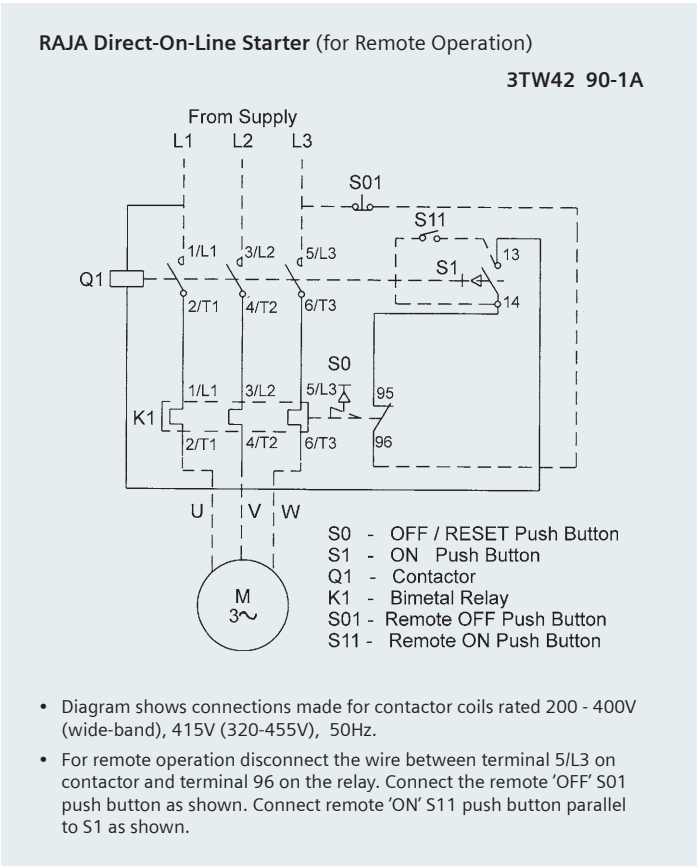 RAJA Direct-On-Line Starter (for Remote Operation)
3TW42 90-1A
From Supply
L1 L2 L3
S01
S11
1/L1 3/L2 5/L3
13
Q1
S1
2/T1 4/T2 6/T3
14
S0
1/L1 3/L2 5/L3
95
K1
2/T1 4/T2 6/T3
96
U V W
M
3~
S0 - OFF / RESET Push Button
S1 - ON Push Button
Q1 - Contactor
K1 - Bimetal Relay
S01 - Remote OFF Push Button
S11 - Remote ON Push Button
• Diagram shows connections made for contactor coils rated 200 - 400V
(wide-band), 415V (320-455V), 50Hz.
• For remote operation disconnect the wire between terminal 5/L3 on
contactor and terminal 96 on the relay. Connect the remote ‘OFF’ S01
push button as shown. Connect remote ‘ON’ S11 push button parallel
to S1 as shown.